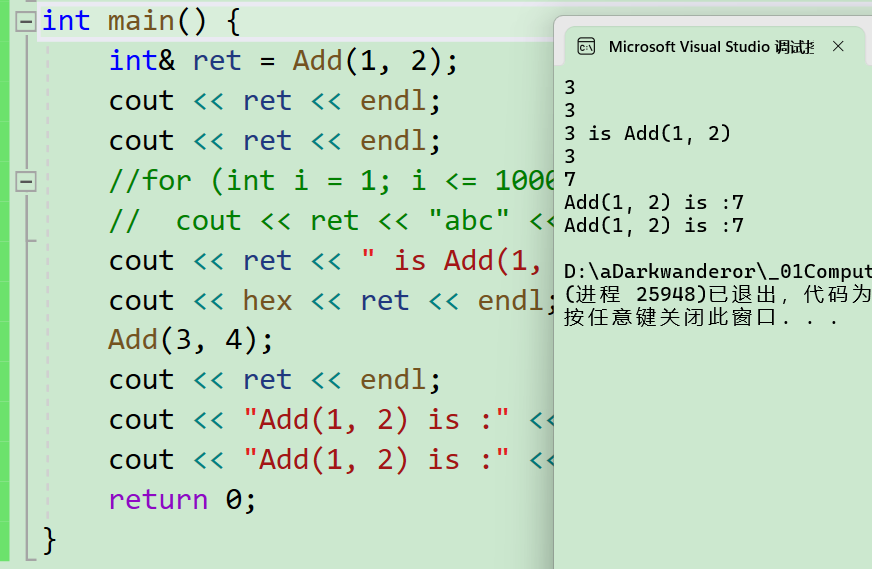 int main() {
int& ret = Add(1, 2);
cout << ret << endl;
cout << ret << endl;
//for (int i = 1; i <= 1000
//  cout << ret << "abc" <<
cout << ret << " is Add(1,
cout << hex << ret << endl;
Add(3, 4);
cout << ret << endl;
cout << "Add(1, 2) is :" <<
cout << "Add(1, 2) is :" <<
return 0;
}
Microsoft Visual Studio 调试
3
3
3 is Add(1, 2)
3
7
Add(1, 2) is :7
Add(1, 2) is :7
D:\aDarkwanderor\_01Comput
(进程 25948)已退出，代码为
按任意键关闭此窗口. . .